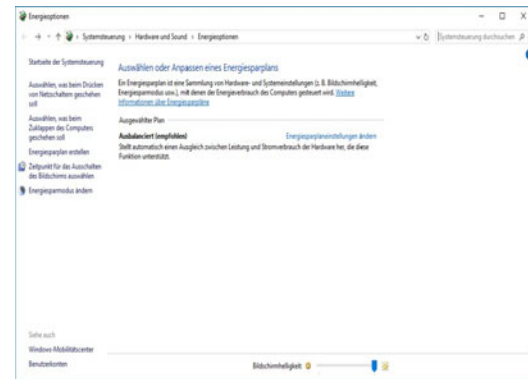 Energieoptionen
Systemsteuerung › Hardware und Sound › Energieoptionen
Systemsteuerung durchsuchen
Startseite der Systemsteuerung
Auswählen, was beim Drücken
von Netzschaltern geschehen
soll
Auswählen, was beim
Zuklappen des Computers
geschehen soll
Energiesparplan erstellen
Zeitpunkt für das Ausschalten
des Bildschirms auswählen
Energiesparmodus ändern
Auswählen oder Anpassen eines Energiesparplans
Ein Energiesparplan ist eine Sammlung von Hardware- und Systemeinstellungen (z. B. Bildschirmhelligkeit,
Energiesparmodus usw.), mit denen der Energieverbrauch des Computers gesteuert wird. Weitere
Informationen über Energiesparpläne
Ausgewählter Plan
Ausbalanciert (empfohlen)
Energiesparplaneinstellungen ändern
Stellt automatisch einen Ausgleich zwischen Leistung und Stromverbrauch der Hardware her, die diese
Funktion unterstützt.
Siehe auch
Windows-Mobilitätscenter
Benutzerkonten
Bildschirmhelligkeit: